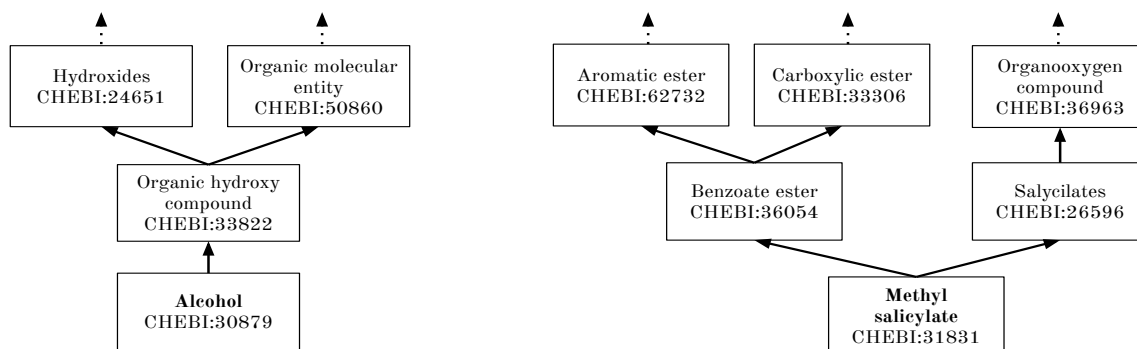 Hydroxides
CHEBI:24651
Organic molecular
entity
CHEBI:50860
Aromatic ester
CHEBI:62732
Carboxylic ester
CHEBI:33306
Organooxygen
compound
CHEBI:36963
Organic hydroxy
compound
CHEBI:33822
Benzoate ester
CHEBI:36054
Salycilates
CHEBI:26596
Alcohol
CHEBI:30879
Methyl
salicylate
CHEBI:31831